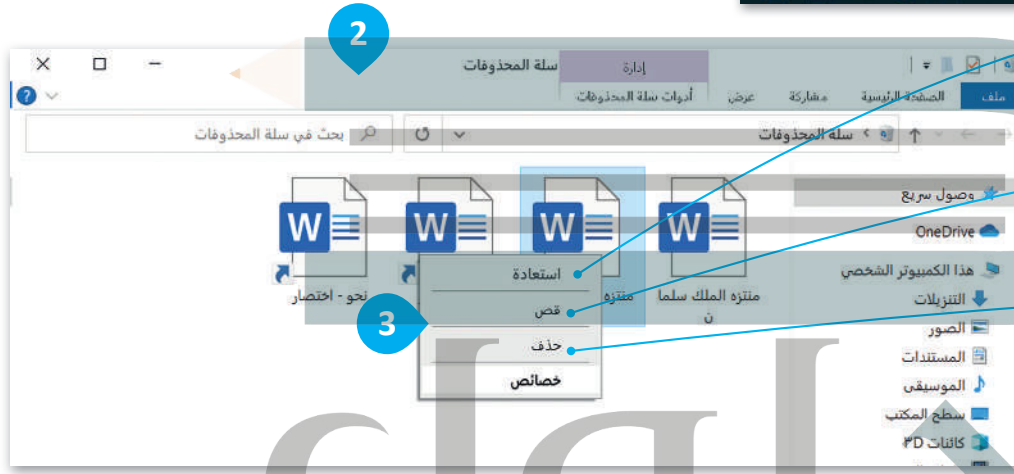 2
إدارة
سلة المحذوفات
ملف
الصفحة الرئيسية
مشاركة
عرض
أدوات سلة المحذوفات
سلة المحذوفات
بحث في سلة المحذوفات
وصول سريع
OneDrive
هذا الكمبيوتر الشخصي
التنزيلات
الصور
المستندات
الموسيقى
سطح المكتب
كائنات ٣D
منتزه الملك سلما
ن
منتزه
نحو - اختصار
3
استعادة
قص
حذف
خصائص